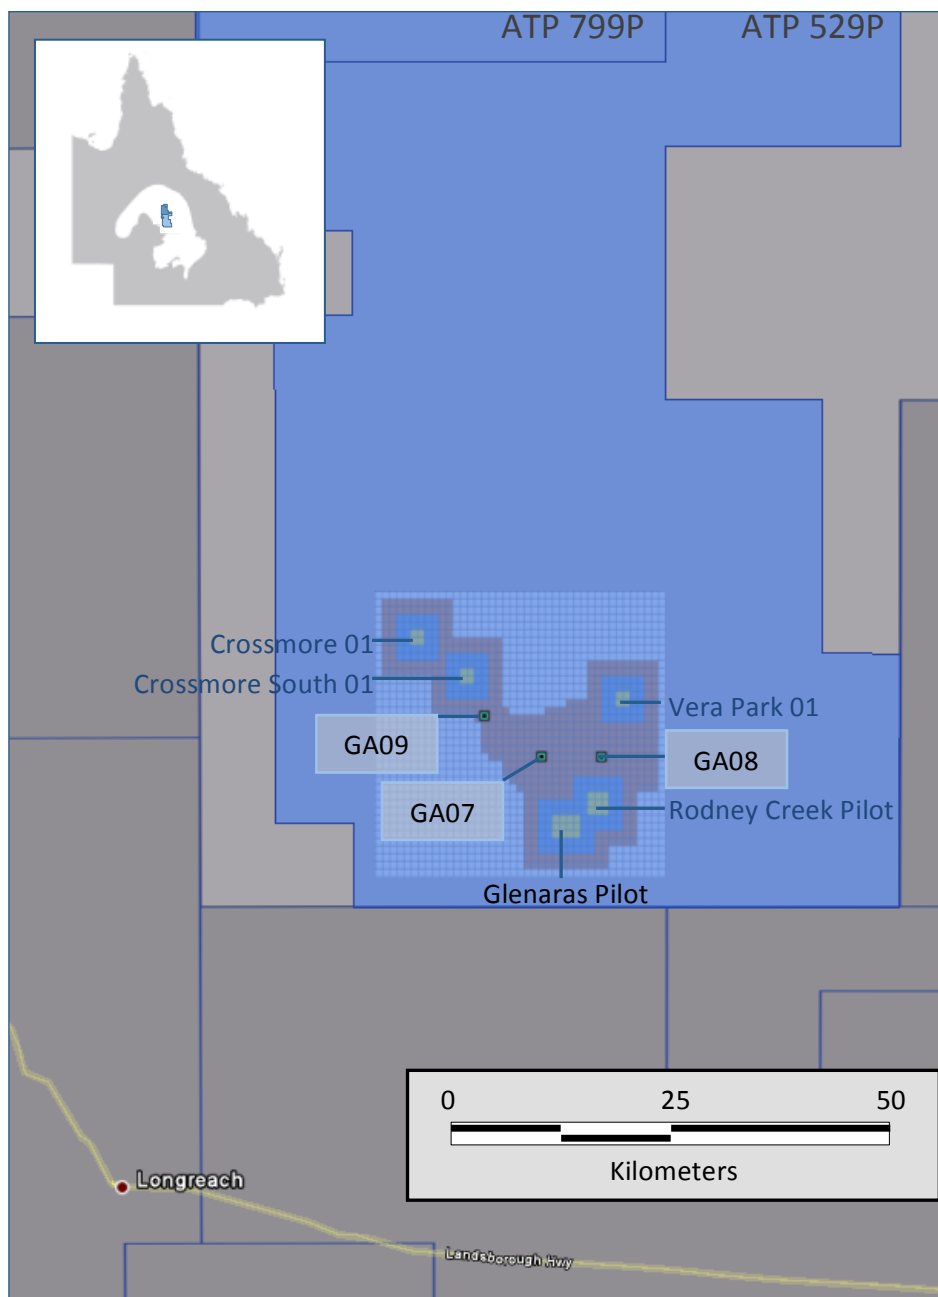 ATP 799P
ATP 529P
Crossmore 01
Crossmore South 01
Vera Park 01
GA09
GA08
GA07
Rodney Creek Pilot
Glenaras Pilot
0 25 50
Kilometers
Longreach
Landsborough Hwy